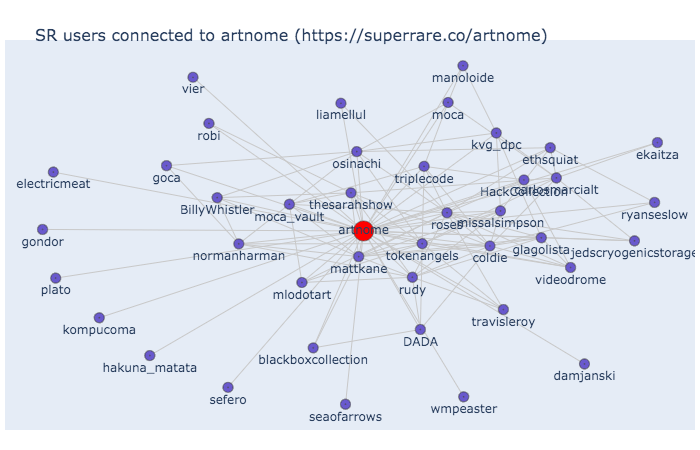 SR users connected to artnome (https://superrare.co/artnome)
manoloide
vier
liamellul
moca
robi
kvg_dpc
osinachi
ethsquiat
ekaitza
electricmeat
goca
triplecode
HackCollection
carlosmarcialt
BillyWhistler
thesarahshow
moca_vault
roses
missalsimpson
ryanseslow
gondor
artnome
normanharman
mattkane
tokenangels
coldie
glagolista
jedscryogenicstorage
plato
mlodotart
rudy
videodrome
kompucoma
travisleroy
hakuna_matata
blackboxcollection
DADA
damjanski
sefero
seaofarrows
wmpeaster